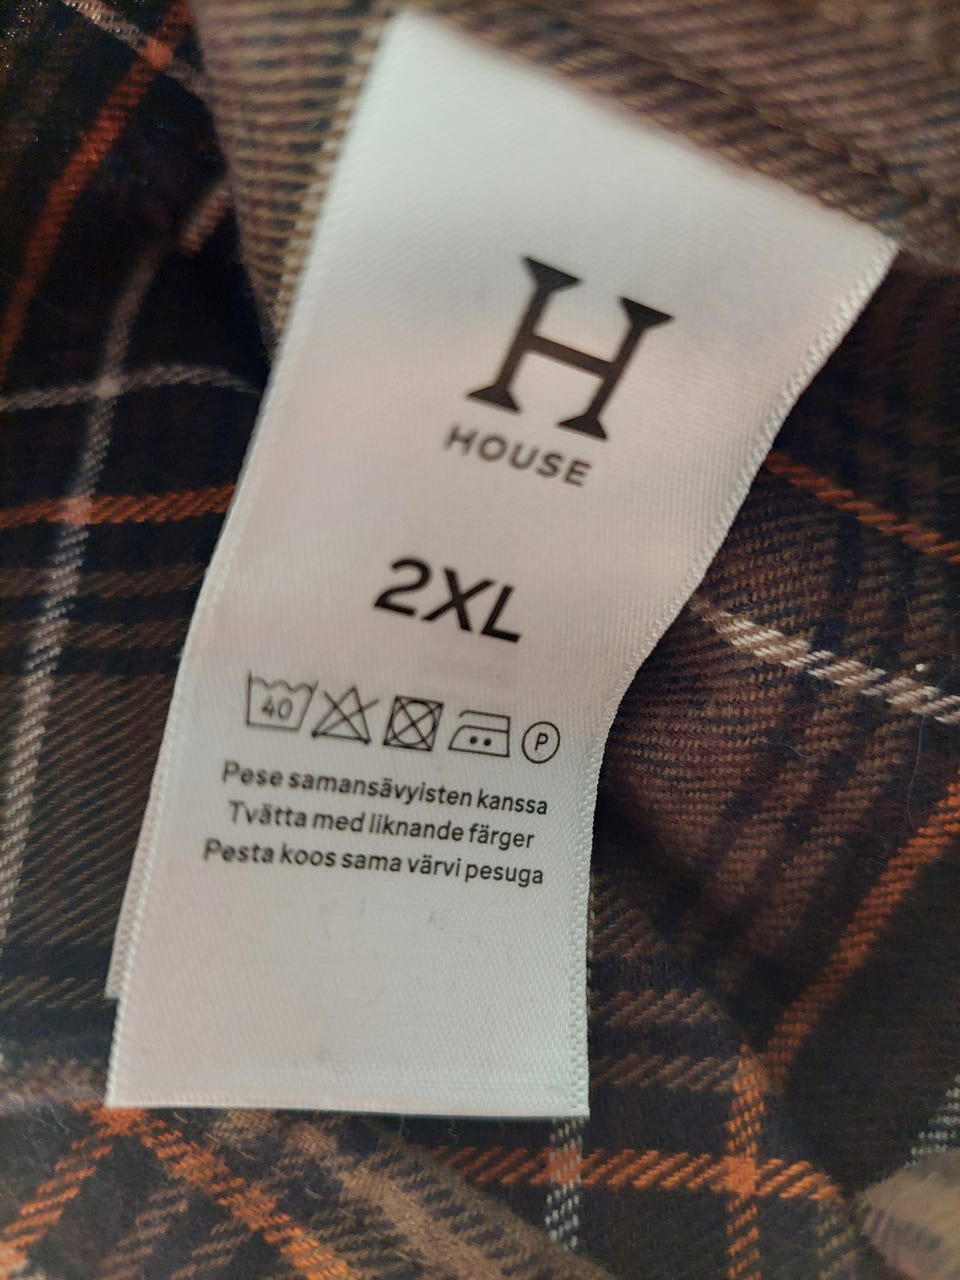 H
HOUSE
2XL
40 P
Pese samansävyisten kanssa
Tvätta med liknande färger
Pesta koos sama värvi pesuga